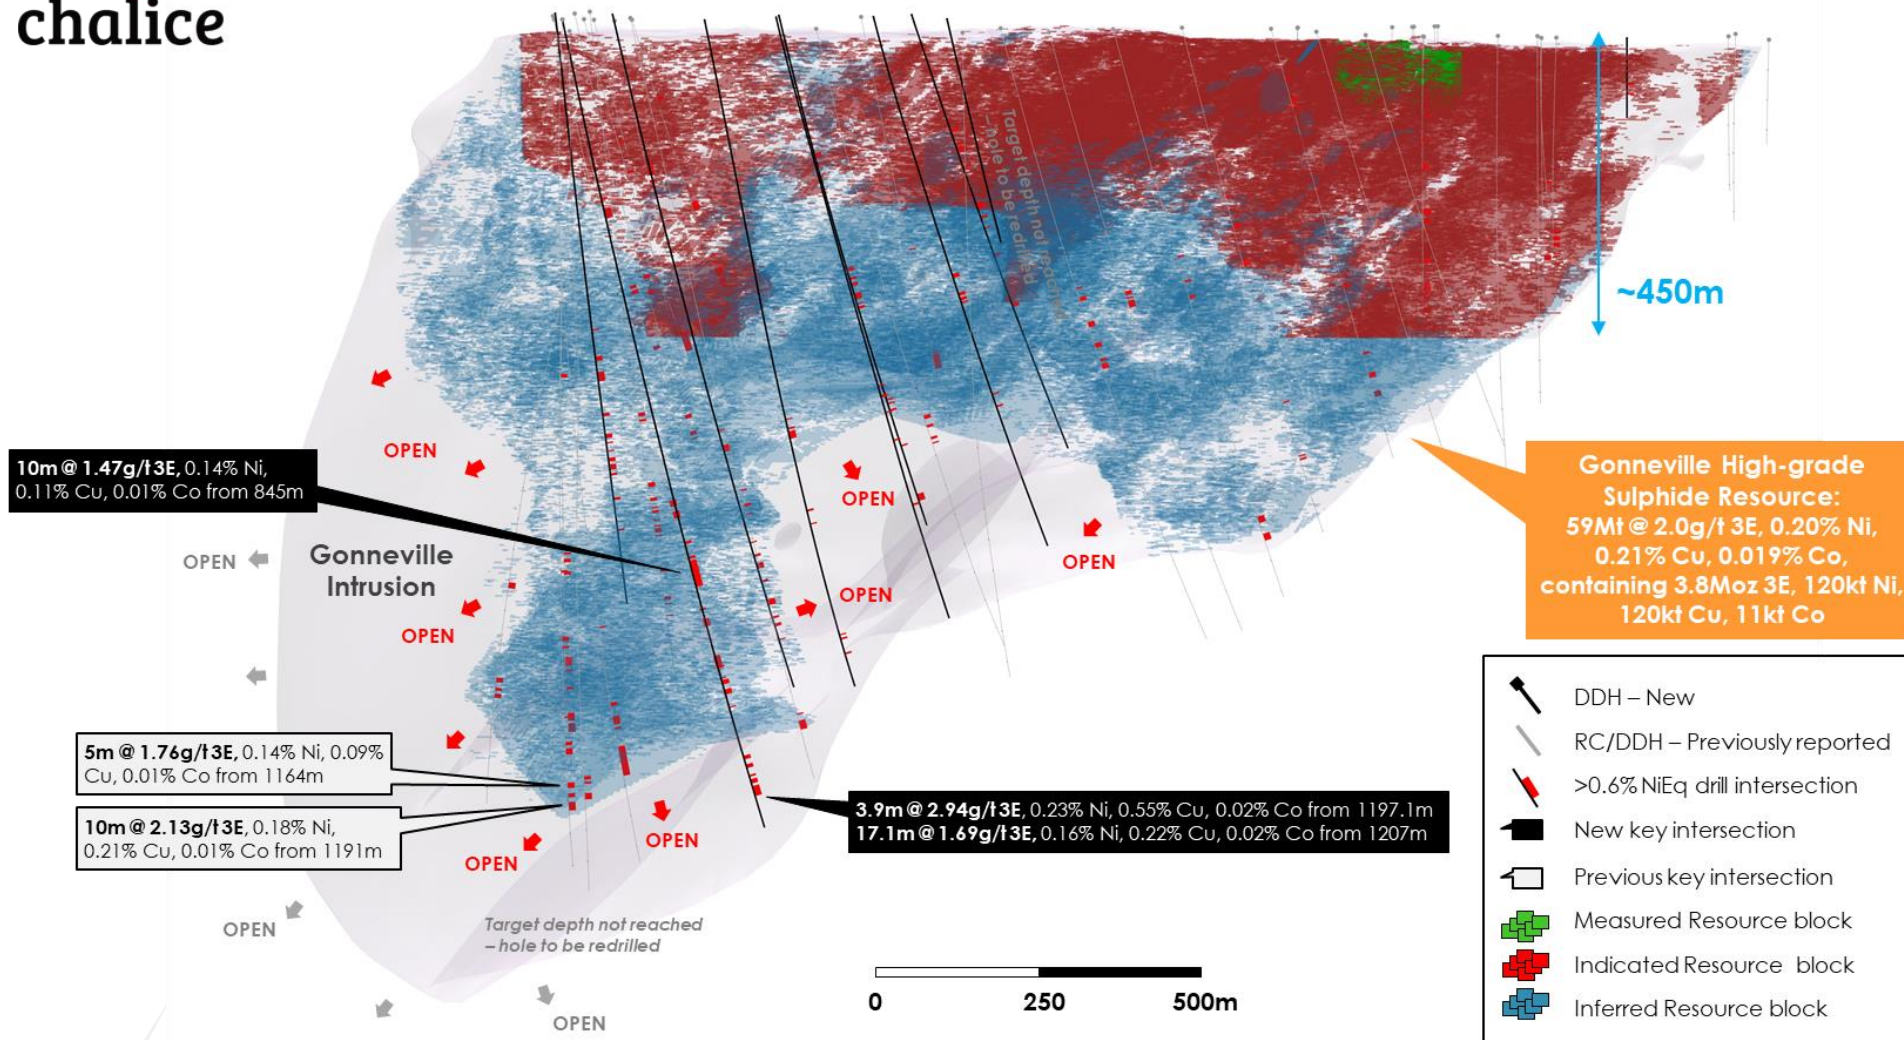 chalice
Target depth not reached
– hole to be redrilled
~450m
OPEN
10m @ 1.47g/t 3E, 0.14% Ni,
0.11% Cu, 0.01% Co from 845m
OPEN
OPEN
Gonneville High-grade
Sulphide Resource:
59Mt @ 2.0g/t 3E, 0.20% Ni,
0.21% Cu, 0.019% Co,
containing 3.8Moz 3E, 120kt Ni,
120kt Cu, 11kt Co
OPEN
Gonneville
Intrusion
OPEN
OPEN
OPEN
5m @ 1.76g/t 3E, 0.14% Ni, 0.09%
Cu, 0.01% Co from 1164m
10m @ 2.13g/t 3E, 0.18% Ni,
0.21% Cu, 0.01% Co from 1191m
3.9m @ 2.94g/t 3E, 0.23% Ni, 0.55% Cu, 0.02% Co from 1197.1m
17.1m @ 1.69g/t 3E, 0.16% Ni, 0.22% Cu, 0.02% Co from 1207m
OPEN
OPEN
OPEN
Target depth not reached
– hole to be redrilled
OPEN
0 250 500m
DDH – New
RC/DDH – Previously reported
>0.6% NiEq drill intersection
New key intersection
Previous key intersection
Measured Resource block
Indicated Resource block
Inferred Resource block